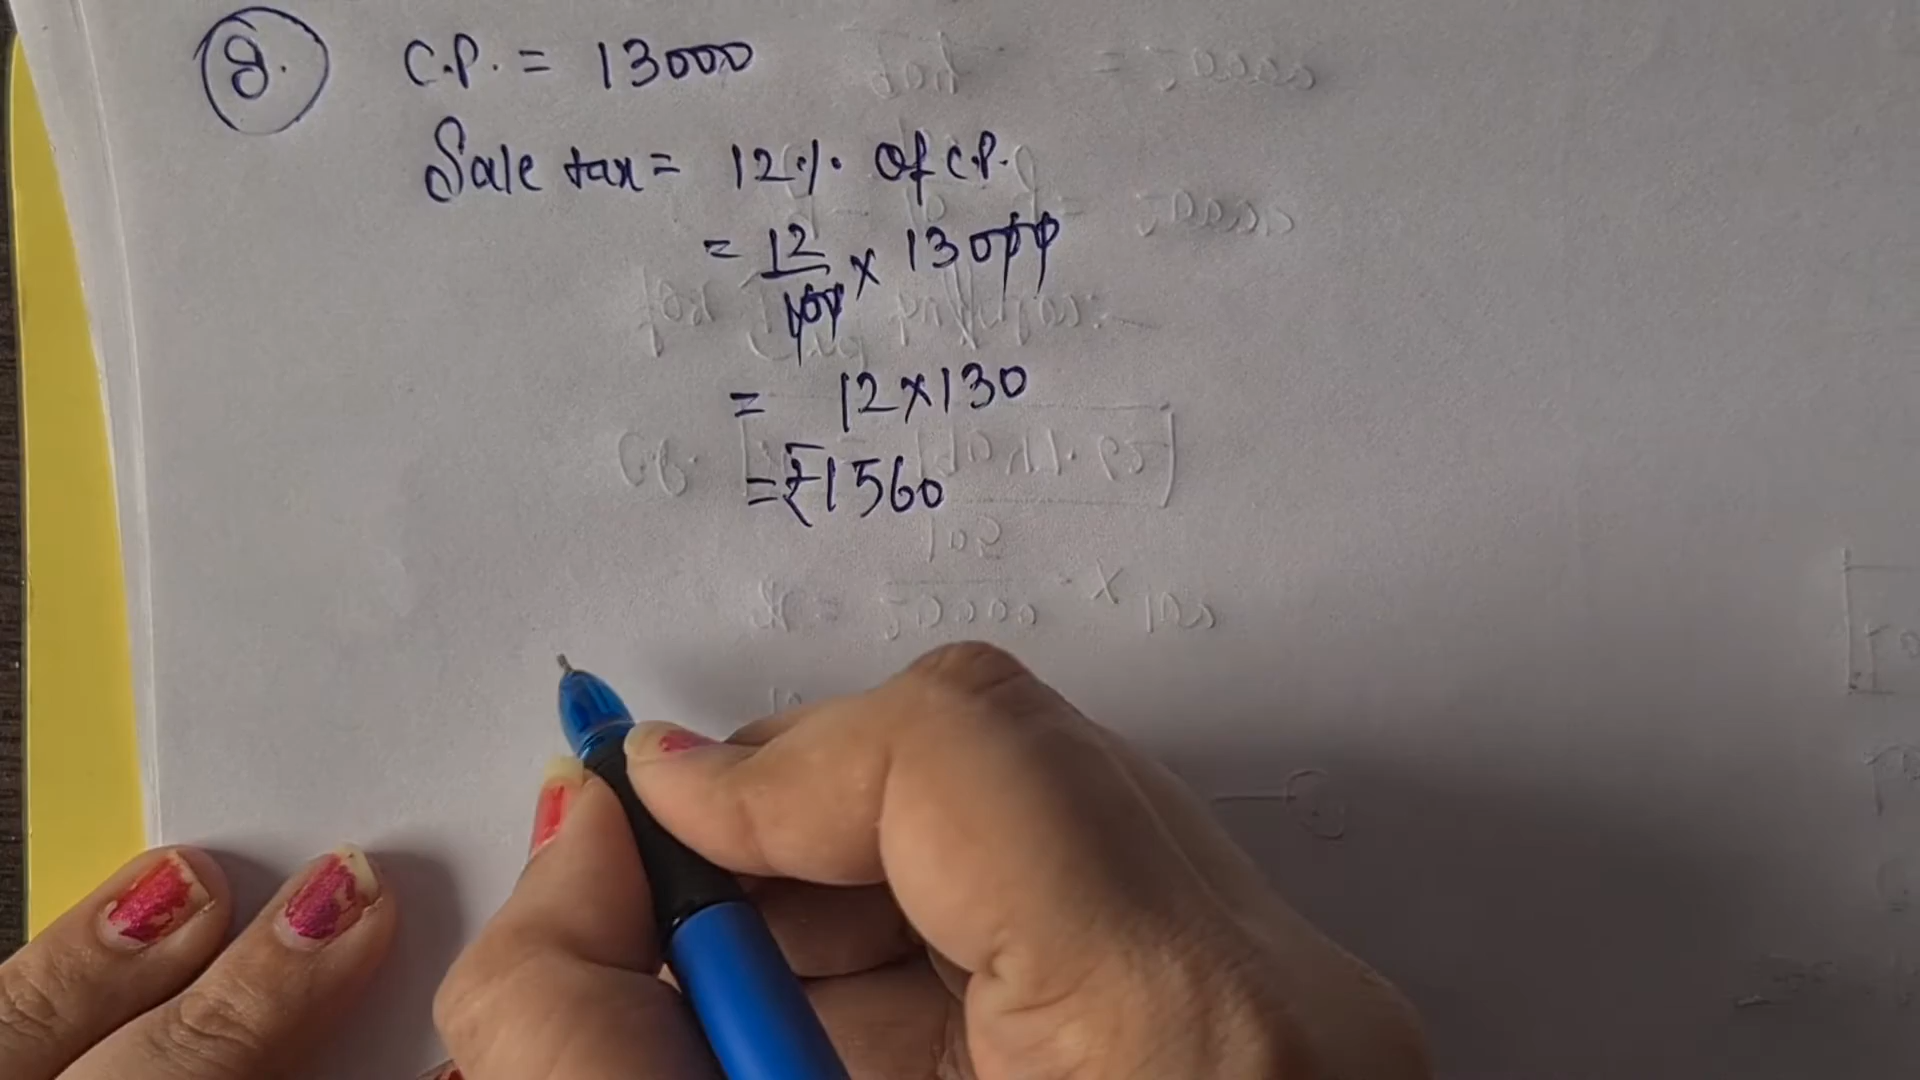 8. C.P. = 13000
Sale tax = 12% of C.P.
= 12/100 × 13000
= 12×130
= ₹1560